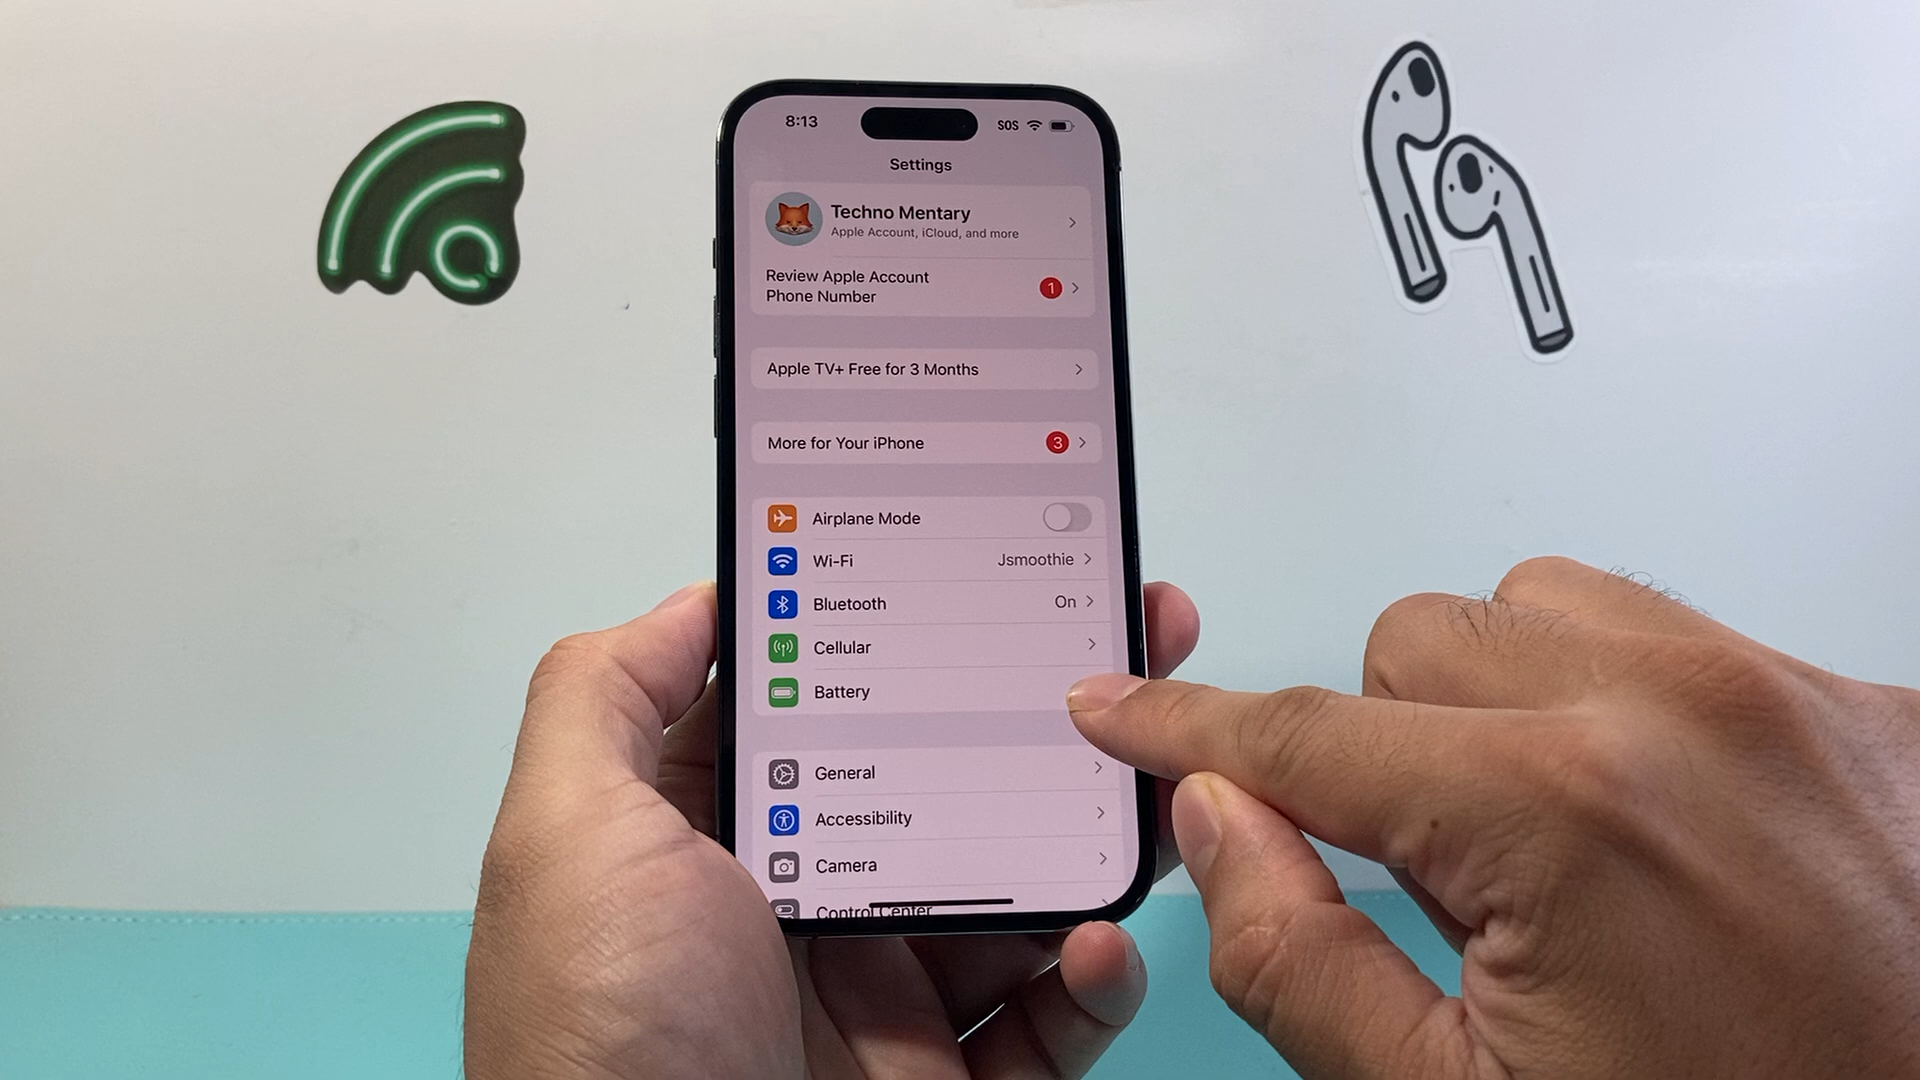 8:13
SOS
Settings
Techno Mentary
Apple Account, iCloud, and more
Review Apple Account
Phone Number
1
Apple TV+ Free for 3 Months
More for Your iPhone
3
Airplane Mode
Wi-Fi
Jsmoothie
Bluetooth
On
Cellular
Battery
General
Accessibility
Camera
Control Center